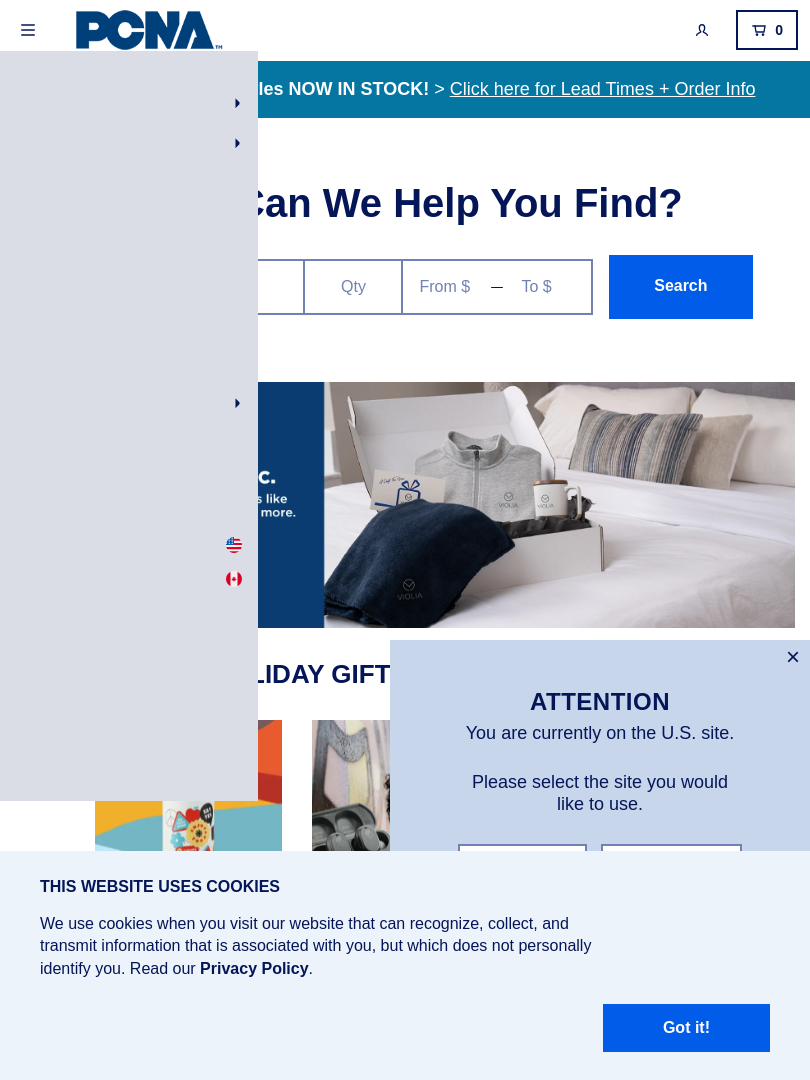 PCNA™
0
les NOW IN STOCK! > Click here for Lead Times + Order Info
Can We Help You Find?
Qty
From $ — To $
Search
c.
s like
more.
VIOLIA
VIOLIA
VIOLIA
LIDAY GIFT
ATTENTION
You are currently on the U.S. site.
Please select the site you would
like to use.
THIS WEBSITE USES COOKIES
We use cookies when you visit our website that can recognize, collect, and
transmit information that is associated with you, but which does not personally
identify you. Read our Privacy Policy.
Got it!